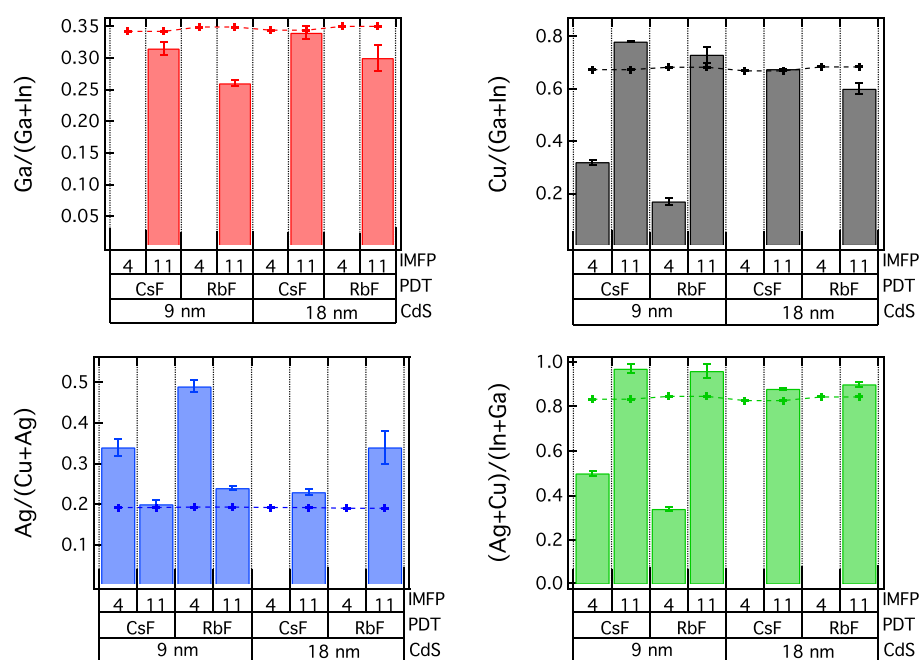 0.35
0.30
0.25
0.20
0.15
0.10
0.05
Ga/(Ga+In)
4 11 4 11 4 11 4 11 IMFP
CsF RbF CsF RbF PDT
9 nm 18 nm CdS
0.8
0.6
0.4
0.2
Cu/(Ga+In)
4 11 4 11 4 11 4 11 IMFP
CsF RbF CsF RbF PDT
9 nm 18 nm CdS
0.5
0.4
0.3
0.2
0.1
Ag/(Cu+Ag)
4 11 4 11 4 11 4 11 IMFP
CsF RbF CsF RbF PDT
9 nm 18 nm CdS
1.0
0.8
0.6
0.4
0.2
0.0
(Ag+Cu)/(In+Ga)
4 11 4 11 4 11 4 11 IMFP
CsF RbF CsF RbF PDT
9 nm 18 nm CdS